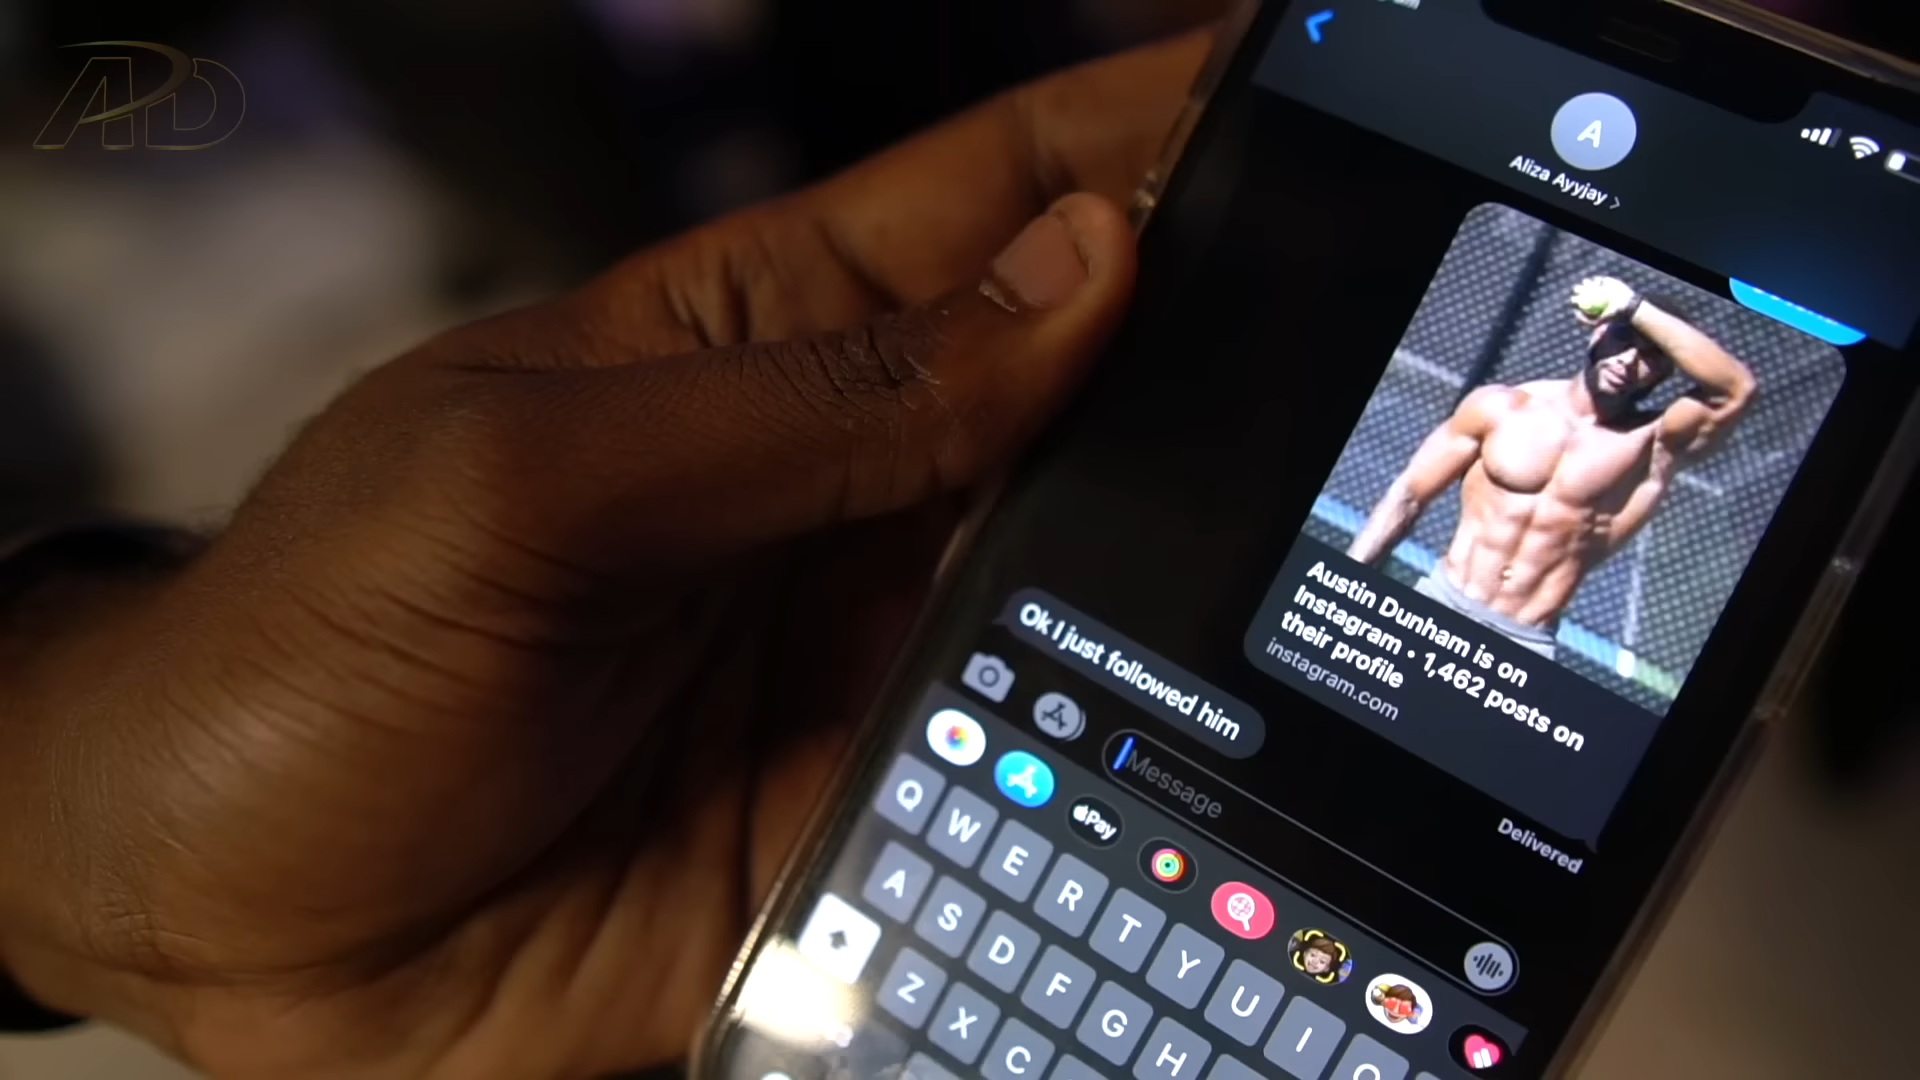 AD
A
Aliza Ayyjay >
Austin Dunham is on
Instagram • 1,462 posts on
their profile
instagram.com
Ok I just followed him
Delivered
Message
Pay
Q W E R T Y U I O
A S D F G H
Z X C